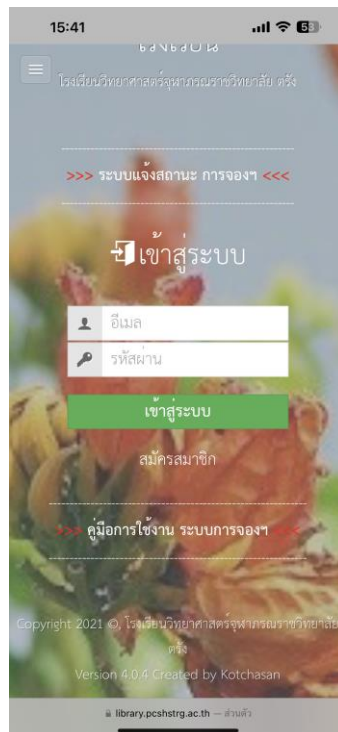 15:41
53
โรงเรียนวิทยาศาสตร์จุฬาภรณราชวิทยาลัย ตรัง
>>> ระบบแจ้งสถานะ การจองฯ <<<
เข้าสู่ระบบ
อีเมล
รหัสผ่าน
เข้าสู่ระบบ
สมัครสมาชิก
>>> คู่มือการใช้งาน ระบบการจองฯ <<<
Copyright 2021 ©, โรงเรียนวิทยาศาสตร์จุฬาภรณราชวิทยาลัย
ตรัง
Version 4.0.4 Created by Kotchasan
library.pcshstrg.ac.th — ส่วนตัว